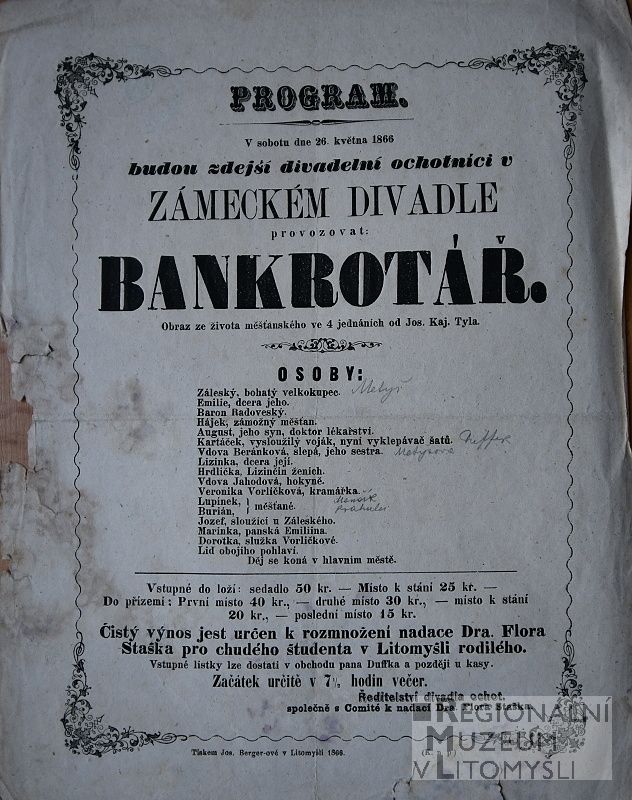 PROGRAM.
V sobotu dne 26. května 1866
budou zdejší divadelní ochotníci v
ZÁMECKÉM DIVADLE
provozovat:
BANKROTÁŘ.
Obraz ze života měšťanského ve 4 jednáních od Jos. Kaj. Tyla.
OSOBY:
Záleský, bohatý velkokupec. Metyš
Emilie, dcera jeho.
Baron Radoveský.
Hájek, zámožný měšťan.
August, jeho syn, doktor lékařství.
Kartáček, vysloužilý voják, nyní vyklepávač šatů.
Vdova Beránková, slepá, jeho sestra. Metyšova
Lizinka, dcera její.
Hrdlička, Lizinčin ženich.
Vdova Jahodová, hokyně.
Veronika Vorlíčková, kramářka.
Lupínek, } měšťané.
Burian,
Jozef, sloužící u Záleského.
Marinka, panská Emiliina.
Dorotka, služka Vorlíčkové.
Lid obojího pohlaví.
Děj se koná v hlavním městě.
Vstupné do loží: sedadlo 50 kr. — Místo k stání 25 kr. —
Do přízemí: První místo 40 kr., — druhé místo 30 kr., — místo k stání
20 kr., — poslední místo 15 kr.
Čistý výnos jest určen k rozmnožení nadace Dra. Flora
Staška pro chudého študenta v Litomyšli rodilého.
Vstupné lístky lze dostati v obchodu pana Duffka a později u kasy.
Začátek určitě v 7½ hodin večer.
Ředitelství divadla ochot.
společně s Comité k nadaci Dra. Flora Staška.
Tiskem Jos. Berger-ové v Litomyšli 1866.
REGIONÁLNÍ
MUZEUM
V LITOMYŠLI